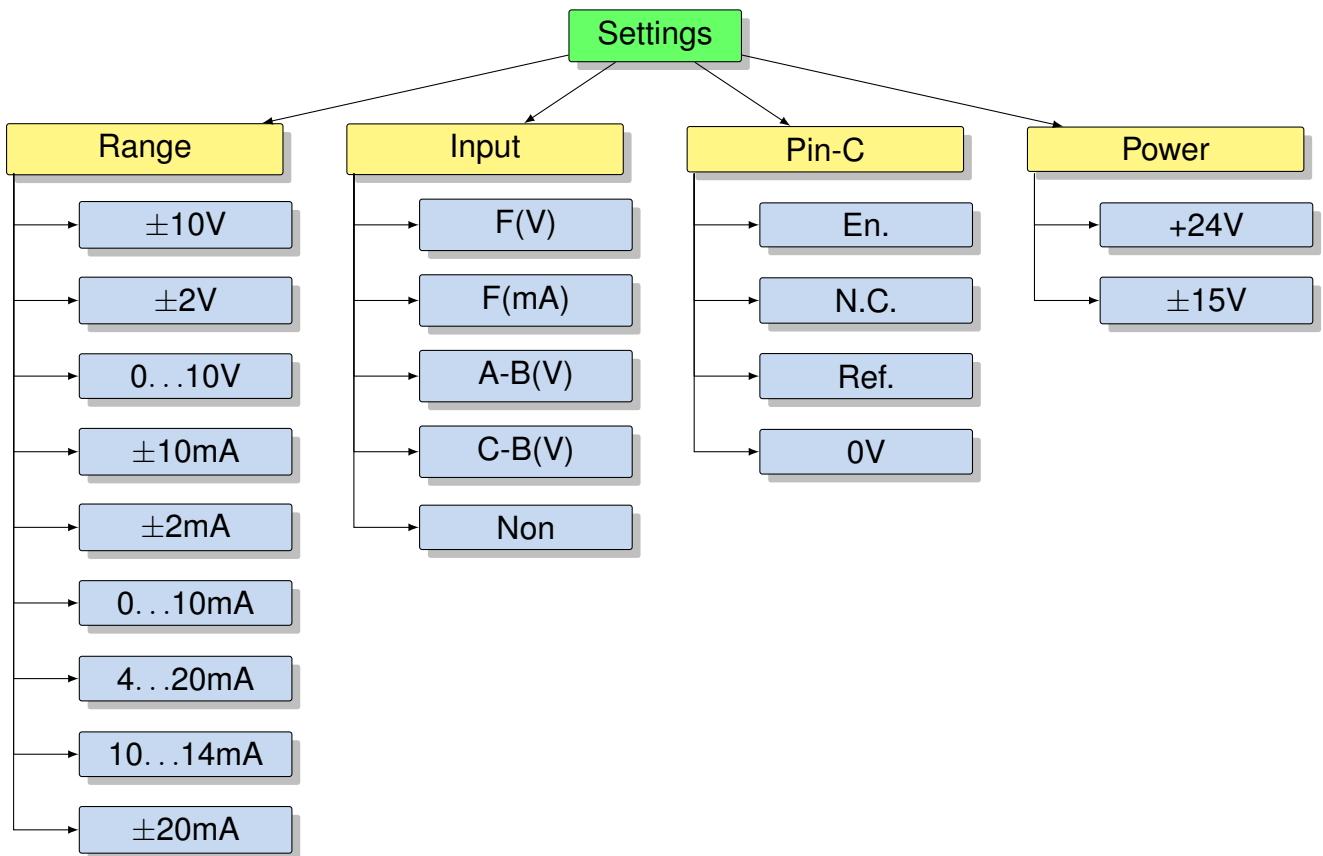 Settings
Range
±10V
±2V
0...10V
±10mA
±2mA
0...10mA
4...20mA
10...14mA
±20mA
Input
F(V)
F(mA)
A-B(V)
C-B(V)
Non
Pin-C
En.
N.C.
Ref.
0V
Power
+24V
±15V